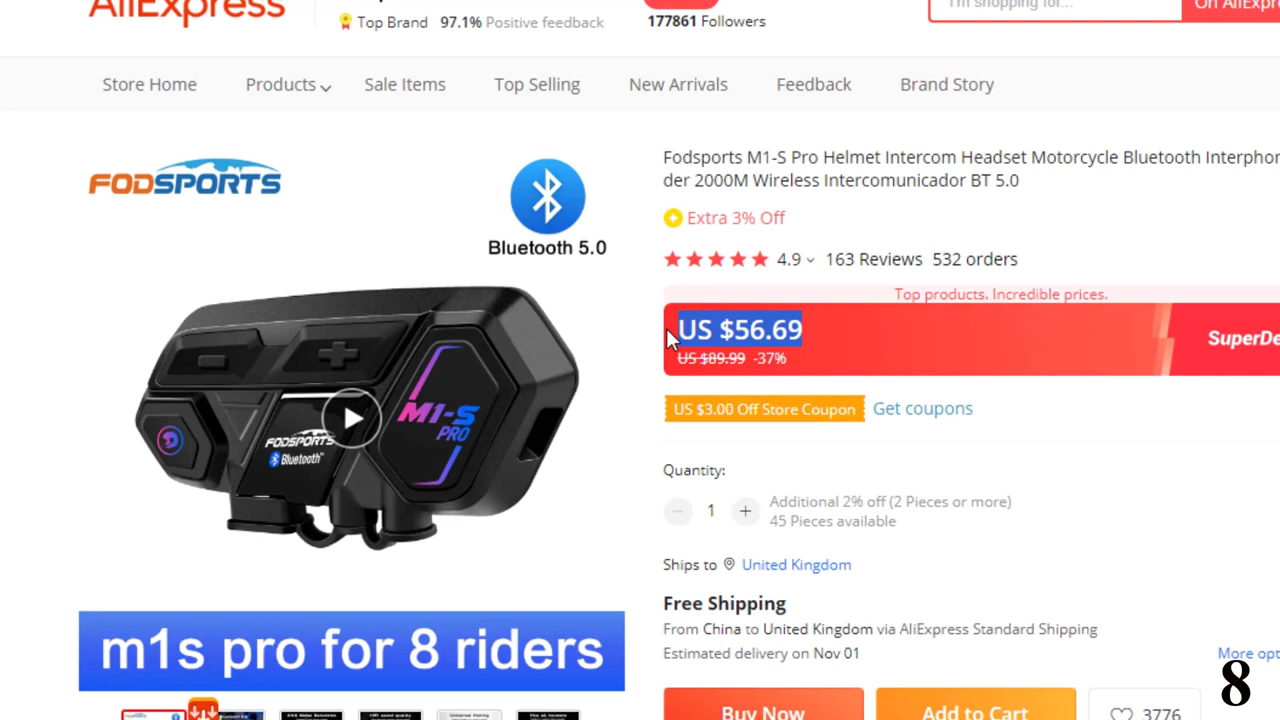 AliExpress
Top Brand 97.1% Positive feedback
177861 Followers
I'm shopping for...
Store Home Products Sale Items Top Selling New Arrivals Feedback Brand Story
FODSPORTS
Bluetooth 5.0
M1-S
PRO
FODSPORTS
Bluetooth™
m1s pro for 8 riders
Fodsports M1-S Pro Helmet Intercom Headset Motorcycle Bluetooth Interphon
der 2000M Wireless Intercomunicador BT 5.0
Extra 3% Off
4.9 163 Reviews 532 orders
Top products. Incredible prices.
US $56.69
SuperDe
US $89.99 -37%
US $3.00 Off Store Coupon Get coupons
Quantity:
1
Additional 2% off (2 Pieces or more)
45 Pieces available
Ships to United Kingdom
Free Shipping
From China to United Kingdom via AliExpress Standard Shipping
Estimated delivery on Nov 01
More opt
8
Buy Now Add to Cart 3776